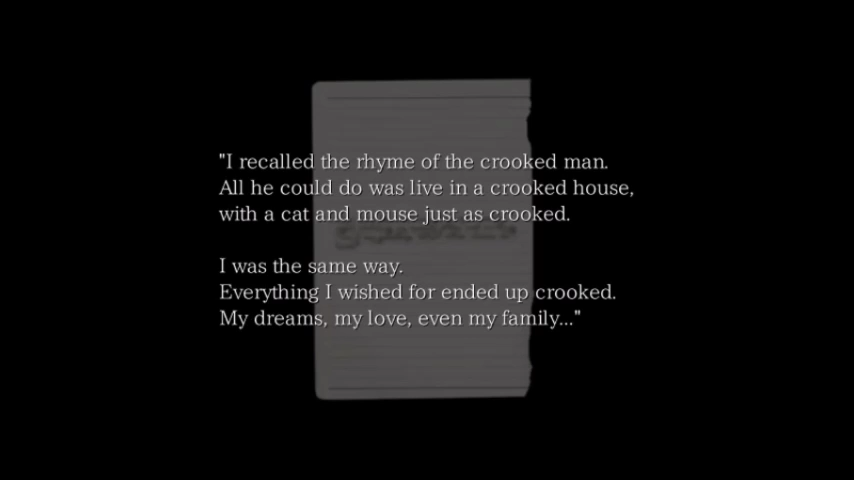 "I recalled the rhyme of the crooked man.
All he could do was live in a crooked house,
with a cat and mouse just as crooked.
I was the same way.
Everything I wished for ended up crooked.
My dreams, my love, even my family..."